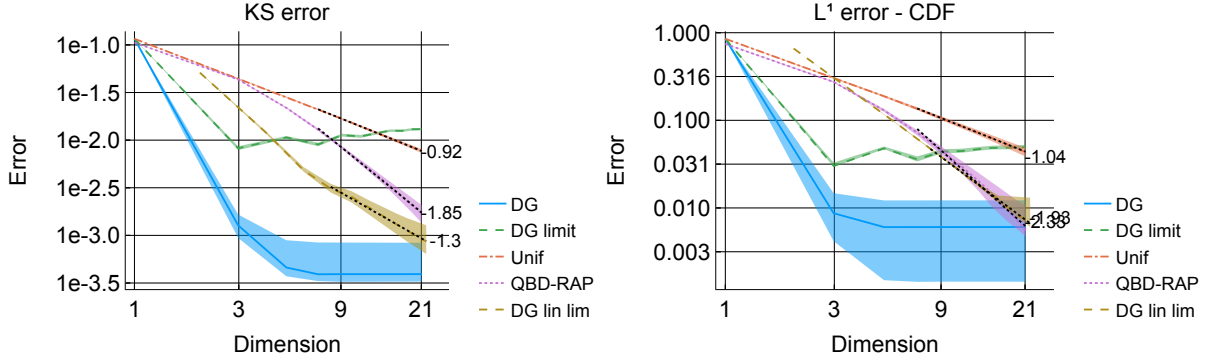 KS error
1e-1.0
1e-1.5
1e-2.0
1e-2.5
1e-3.0
1e-3.5
Error
1
3
9
21
Dimension
-0.92
-1.85
-1.3
DG
DG limit
Unif
QBD-RAP
DG lin lim
L¹ error - CDF
1.000
0.316
0.100
0.031
0.010
0.003
Error
1
3
9
21
Dimension
-1.04
DG
DG limit
Unif
QBD-RAP
DG lin lim